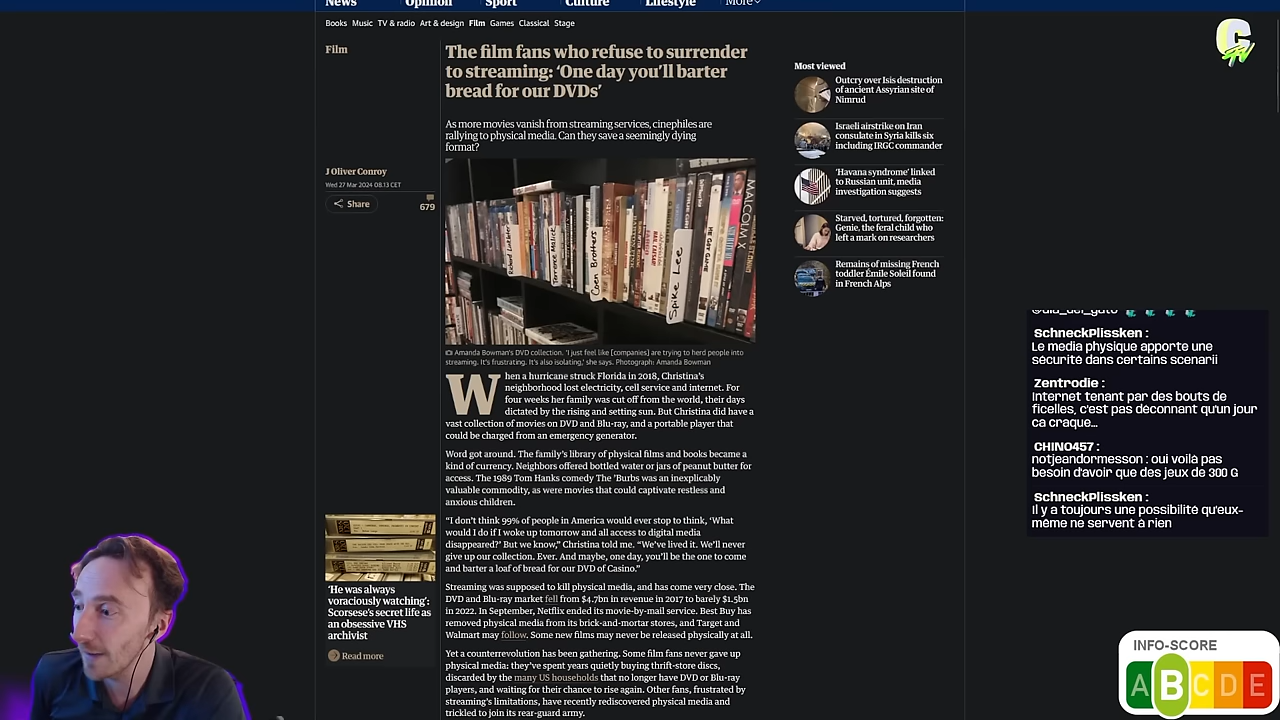 News
Opinion
Sport
Culture
Lifestyle
More
Books Music TV & radio Art & design Film Games Classical Stage
Film
The film fans who refuse to surrender
to streaming: ‘One day you’ll barter
bread for our DVDs’
As more movies vanish from streaming services, cinephiles are
rallying to physical media. Can they save a seemingly dying
format?
J Oliver Conroy
Wed 27 Mar 2024 08.13 CET
Share
679
Terrence Malick
Coen Brothers
Spike Lee
HE GOT GAME
MALCOLM X
Amanda Bowman’s DVD collection. ‘I just feel like [companies] are trying to herd people into
streaming. It’s frustrating. It’s also isolating,’ she says. Photograph: Amanda Bowman
When a hurricane struck Florida in 2018, Christina’s
neighborhood lost electricity, cell service and internet. For
four weeks her family was cut off from the world, their days
dictated by the rising and setting sun. But Christina did have a
vast collection of movies on DVD and Blu-ray, and a portable player that
could be charged from an emergency generator.
Word got around. The family’s library of physical films and books became a
kind of currency. Neighbors offered bottled water or jars of peanut butter for
access. The 1989 Tom Hanks comedy The ’Burbs was an inexplicably
valuable commodity, as were movies that could captivate restless and
anxious children.
“I don’t think 99% of people in America would ever stop to think, ‘What
would I do if I woke up tomorrow and all access to digital media
disappeared?’ But we know,” Christina told me. “We’ve lived it. We’ll never
give up our collection. Ever. And maybe, one day, you’ll be the one to come
and barter a loaf of bread for our DVD of Casino.”
Streaming was supposed to kill physical media, and has come very close. The
DVD and Blu-ray market fell from $4.7bn in revenue in 2017 to barely $1.5bn
in 2022. In September, Netflix ended its movie-by-mail service. Best Buy has
removed physical media from its brick-and-mortar stores, and Target and
Walmart may follow. Some new films may never be released physically at all.
Yet a counterrevolution has been gathering. Some film fans never gave up
physical media: they’ve spent years quietly buying thrift-store discs,
discarded by the many US households that no longer have DVD or Blu-ray
players, and waiting for their chance to rise again. Other fans, frustrated by
streaming’s limitations, have recently rediscovered physical media and
trickled to join its rear-guard army.
‘He was always
voraciously watching’:
Scorsese’s secret life as
an obsessive VHS
archivist
Read more
Most viewed
Outcry over Isis destruction
of ancient Assyrian site of
Nimrud
Israeli airstrike on Iran
consulate in Syria kills six
including IRGC commander
‘Havana syndrome’ linked
to Russian unit, media
investigation suggests
Starved, tortured, forgotten:
Genie, the feral child who
left a mark on researchers
Remains of missing French
toddler Émile Soleil found
in French Alps
SchneckPlissken :
Le media physique apporte une
sécurité dans certains scenarii
Zentrodie :
Internet tenant par des bouts de
ficelles, c'est pas déconnant qu'un jour
ca craque...
CHINO457 :
notjeandormesson : oui voilà pas
besoin d'avoir que des jeux de 300 G
SchneckPlissken :
il y a toujours une possibilité qu'eux-
même ne servent à rien
INFO-SCORE
A B C D E